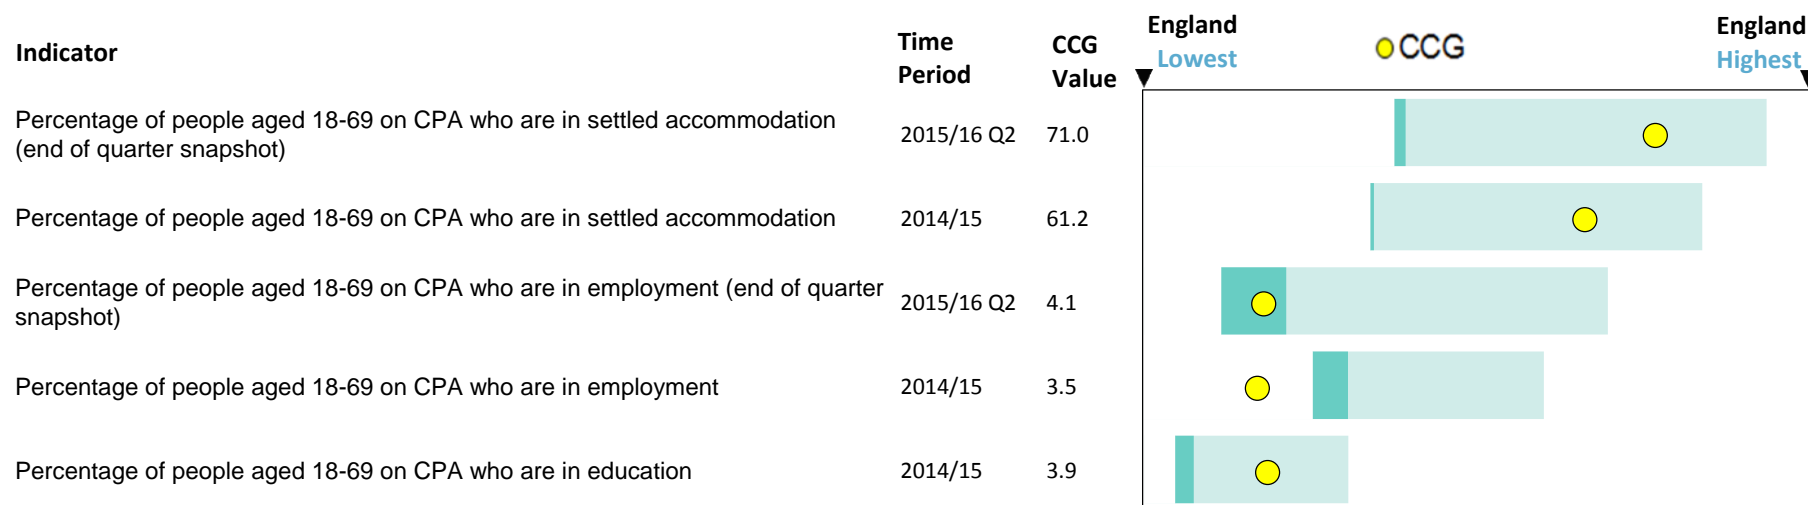 Indicator
Time
Period
CCG
Value
England
Lowest
CCG
England
Highest
Percentage of people aged 18-69 on CPA who are in settled accommodation
(end of quarter snapshot)
2015/16 Q2
71.0
Percentage of people aged 18-69 on CPA who are in settled accommodation
2014/15
61.2
Percentage of people aged 18-69 on CPA who are in employment (end of quarter
snapshot)
2015/16 Q2
4.1
Percentage of people aged 18-69 on CPA who are in employment
2014/15
3.5
Percentage of people aged 18-69 on CPA who are in education
2014/15
3.9